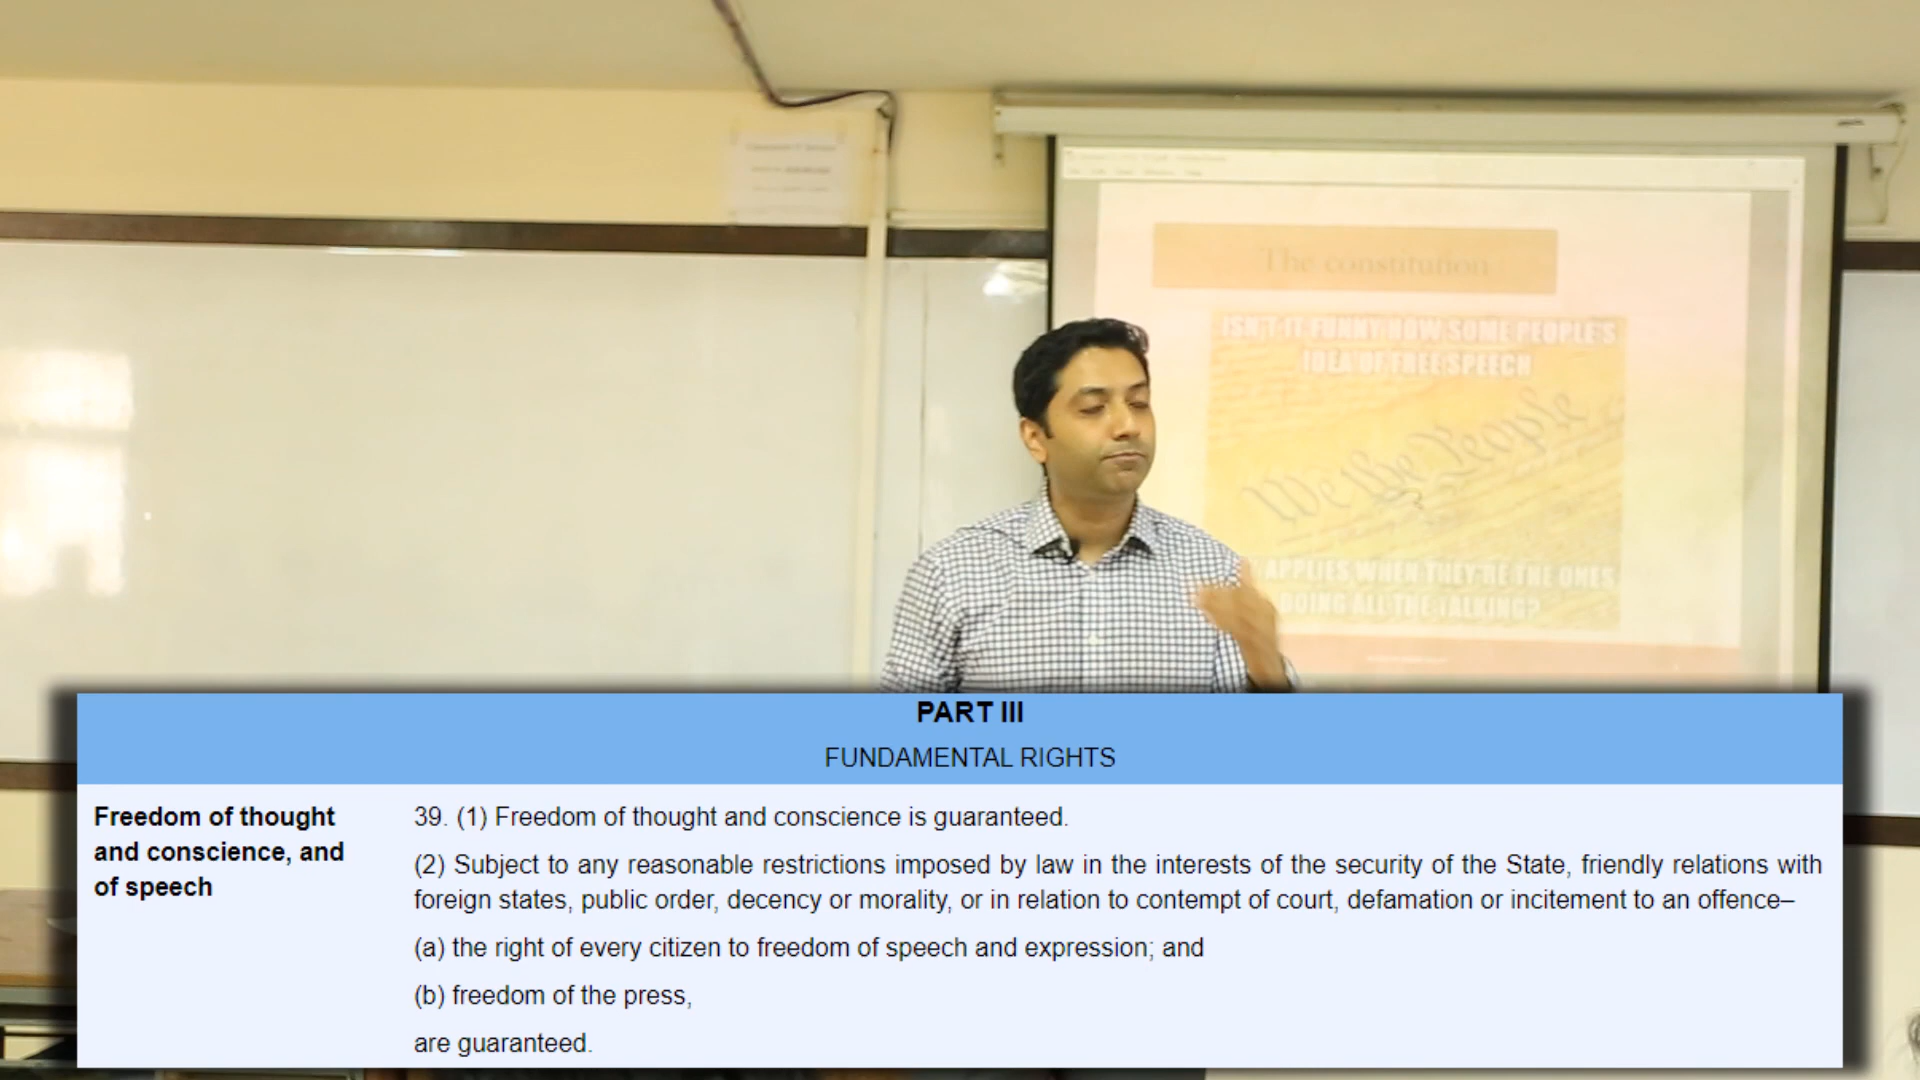 The constitution
ISN'T IT FUNNY HOW SOME PEOPLE'S
IDEA OF FREE SPEECH
We the People
APPLIES WHEN THEY'RE THE ONES
DOING ALL THE TALKING?
PART III
FUNDAMENTAL RIGHTS
Freedom of thought
and conscience, and
of speech
39. (1) Freedom of thought and conscience is guaranteed.
(2) Subject to any reasonable restrictions imposed by law in the interests of the security of the State, friendly relations with
foreign states, public order, decency or morality, or in relation to contempt of court, defamation or incitement to an offence–
(a) the right of every citizen to freedom of speech and expression; and
(b) freedom of the press,
are guaranteed.